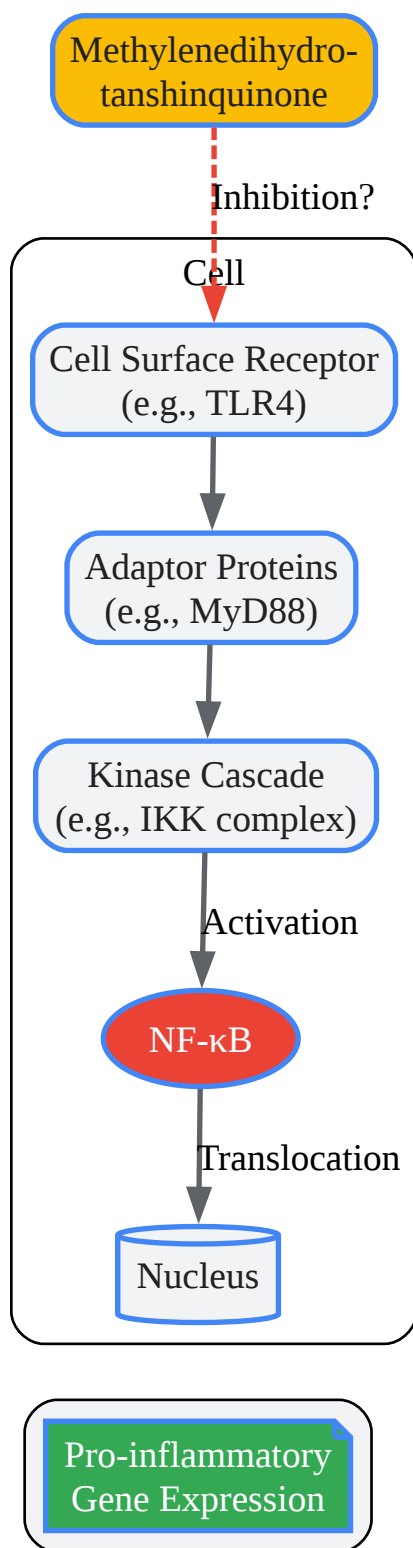 Methylenedihydro-
tanshinquinone
Inhibition?
Cell
Cell Surface Receptor
(e.g., TLR4)
Adaptor Proteins
(e.g., MyD88)
Kinase Cascade
(e.g., IKK complex)
Activation
NF-κB
Translocation
Nucleus
Pro-inflammatory
Gene Expression